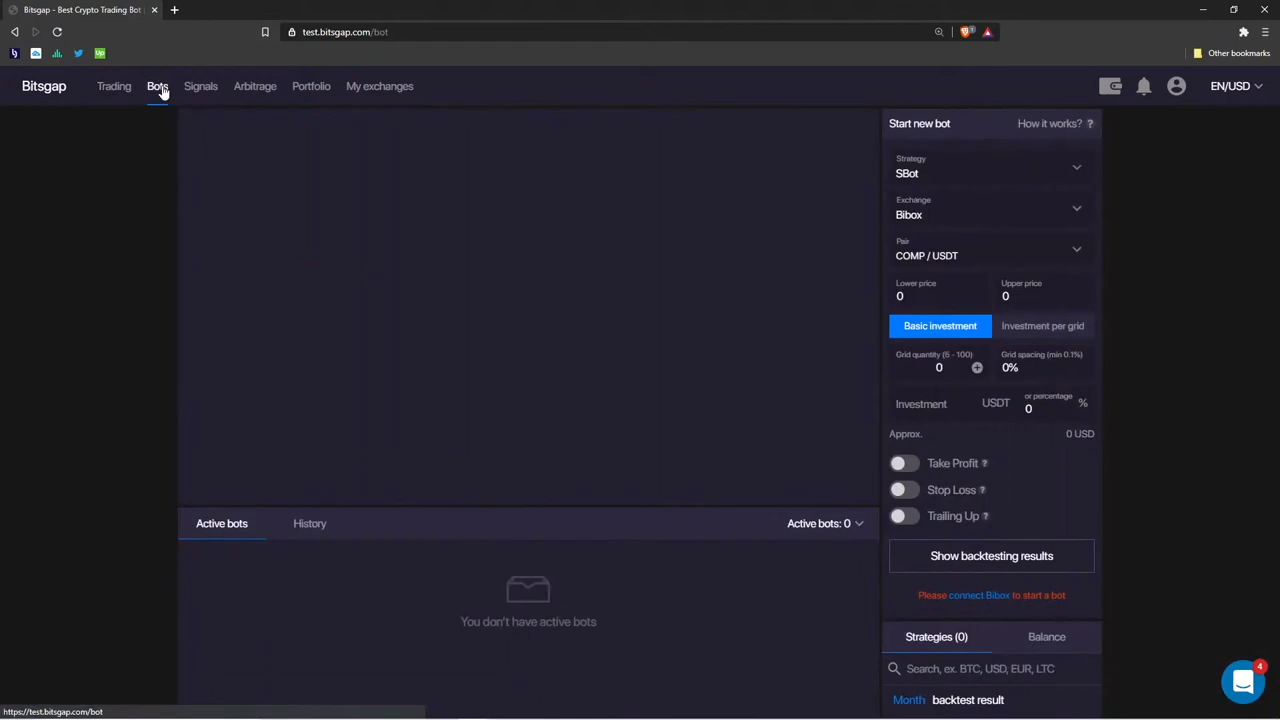 Bitsgap - Best Crypto Trading Bot
test.bitsgap.com/bot
Other bookmarks
Bitsgap
Trading
Bots
Signals
Arbitrage
Portfolio
My exchanges
EN/USD
Start new bot
How it works? ?
Strategy
SBot
Exchange
Bibox
Pair
COMP / USDT
Lower price
Upper price
0
0
Basic investment
Investment per grid
Grid quantity (5 - 100)
Grid spacing (min 0.1%)
0
0%
Investment
USDT
or percentage
0
%
Approx.
0 USD
Take Profit ?
Stop Loss ?
Trailing Up ?
Show backtesting results
Please connect Bibox to start a bot
Active bots
History
Active bots: 0
You don't have active bots
Strategies (0)
Balance
Search, ex. BTC, USD, EUR, LTC
Month backtest result
4
https://test.bitsgap.com/bot